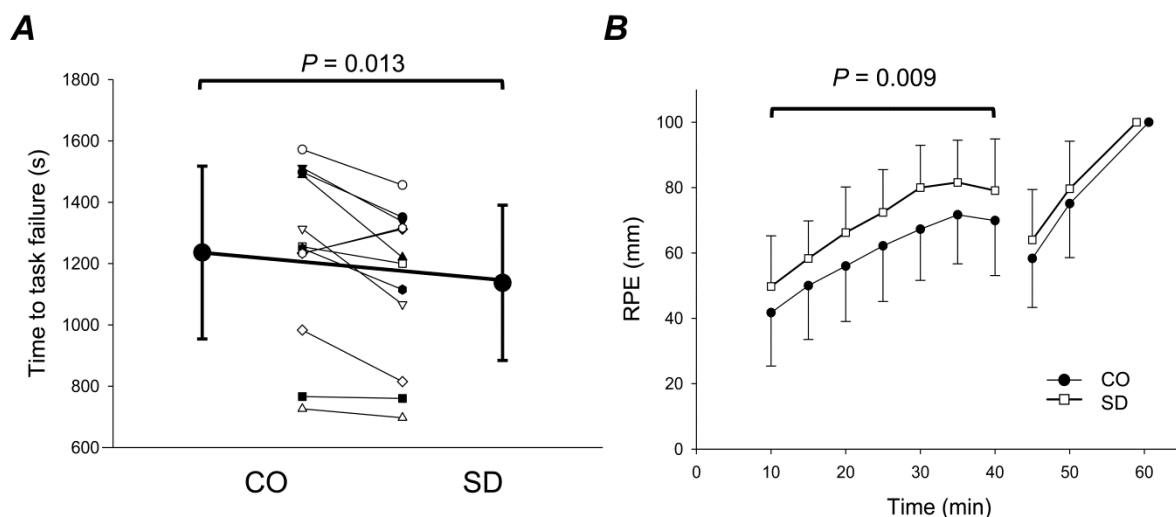 A
P = 0.013
1800
1600
1400
1200
1000
800
600
Time to task failure (s)
CO
SD
B
P = 0.009
100
80
60
40
20
0
RPE (mm)
CO
SD
0
10
20
30
40
50
60
Time (min)